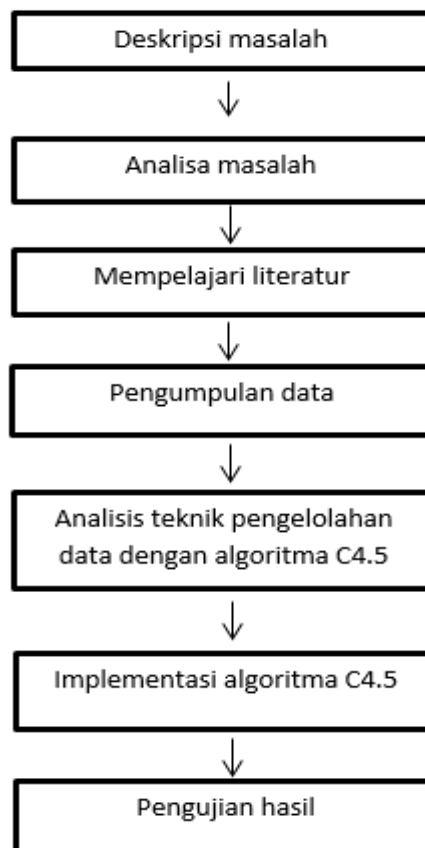 Deskripsi masalah
Analisa masalah
Mempelajari literatur
Pengumpulan data
Analisis teknik pengelolahan
data dengan algoritma C4.5
Implementasi algoritma C4.5
Pengujian hasil